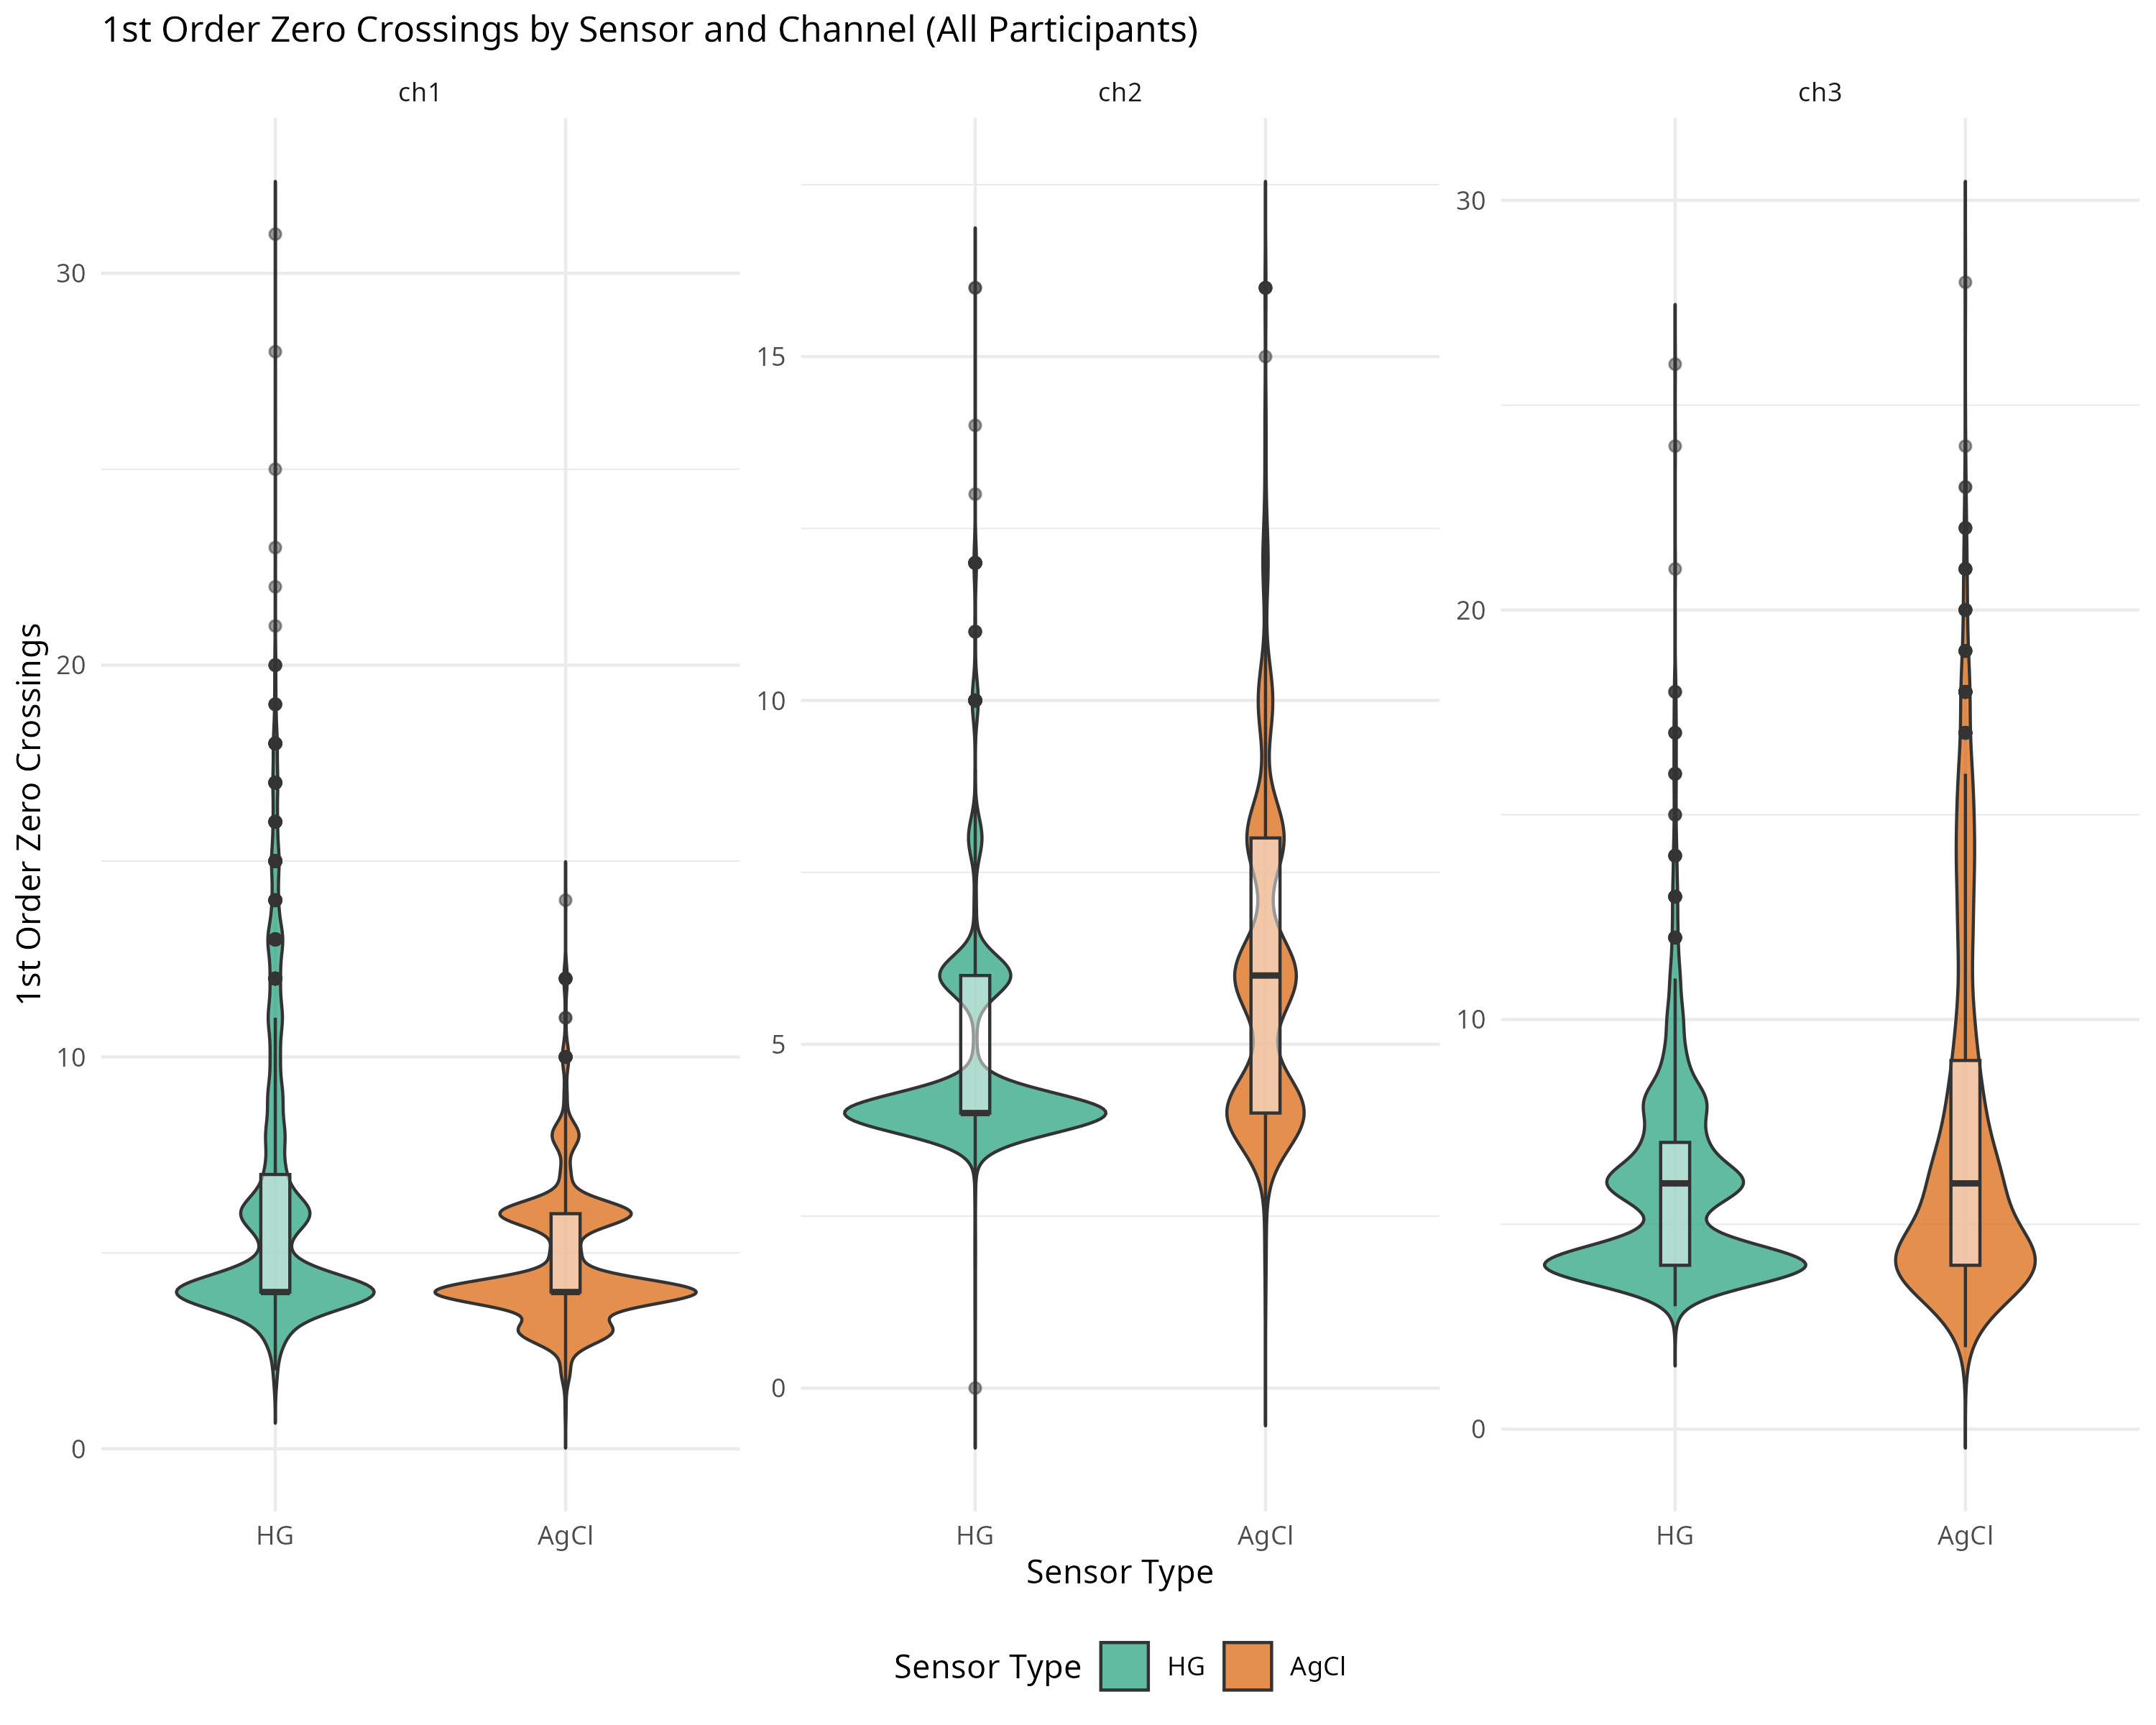 1st Order Zero Crossings by Sensor and Channel (All Participants)
ch1
ch2
ch3
1st Order Zero Crossings
30
20
10
0
15
10
5
0
30
20
10
0
HG
AgCl
HG
AgCl
HG
AgCl
Sensor Type
Sensor Type
HG
AgCl